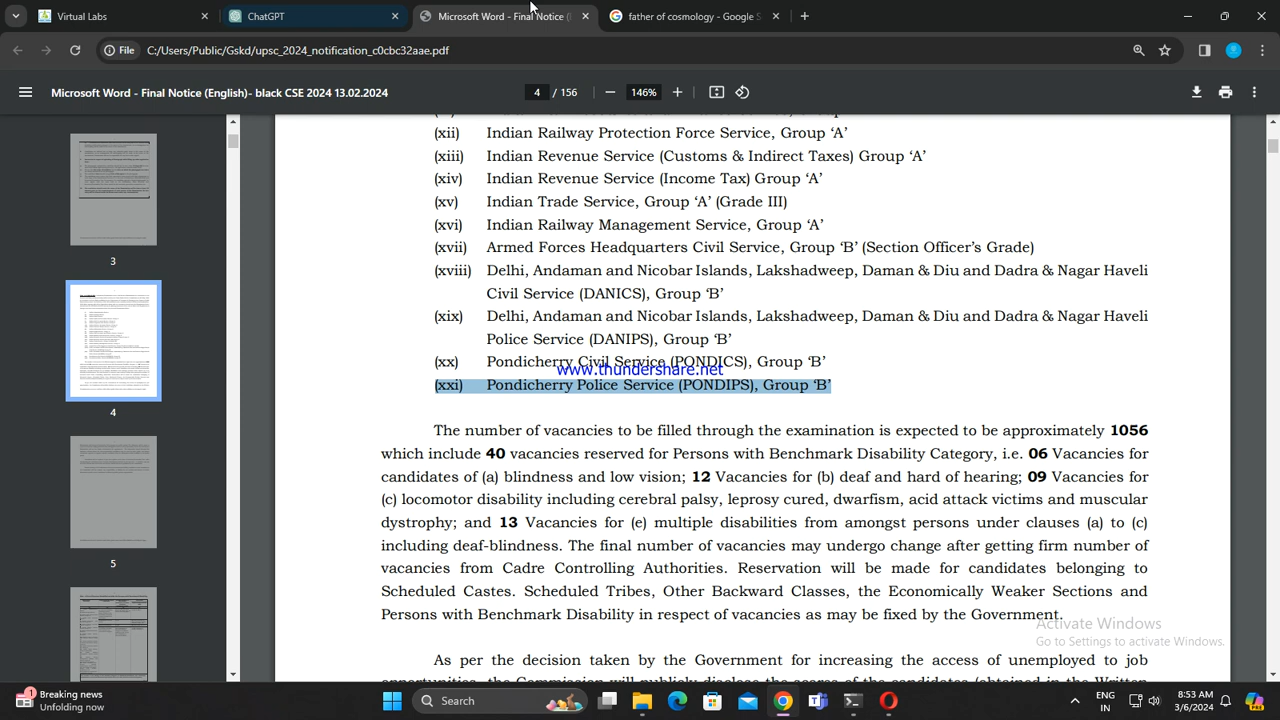 Virtual Labs
ChatGPT
Microsoft Word - Final Notice (
father of cosmology - Google S
File
C:/Users/Public/Gskd/upsc_2024_notification_c0cbc32aae.pdf
Microsoft Word - Final Notice (English)- black CSE 2024 13.02.2024
4 / 156
146%
(xii) Indian Railway Protection Force Service, Group ‘A’
(xiii) Indian Revenue Service (Customs & Indirect Taxes) Group ‘A’
(xiv) Indian Revenue Service (Income Tax) Group ‘A’
(xv) Indian Trade Service, Group ‘A’ (Grade III)
(xvi) Indian Railway Management Service, Group ‘A’
(xvii) Armed Forces Headquarters Civil Service, Group ‘B’ (Section Officer’s Grade)
(xviii) Delhi, Andaman and Nicobar Islands, Lakshadweep, Daman & Diu and Dadra & Nagar Haveli
Civil Service (DANICS), Group ‘B’
(xix) Delhi, Andaman and Nicobar Islands, Lakshadweep, Daman & Diu and Dadra & Nagar Haveli
Police Service (DANIPS), Group ‘B’
(xx) Pondicherry Civil Service (PONDICS), Group ‘B’
www.thundershare.net
(xxi) Pondicherry Police Service (PONDIPS), Group ‘B’
The number of vacancies to be filled through the examination is expected to be approximately 1056
which include 40 vacancies reserved for Persons with Benchmark Disability Category, i.e. 06 Vacancies for
candidates of (a) blindness and low vision; 12 Vacancies for (b) deaf and hard of hearing; 09 Vacancies for
(c) locomotor disability including cerebral palsy, leprosy cured, dwarfism, acid attack victims and muscular
dystrophy; and 13 Vacancies for (e) multiple disabilities from amongst persons under clauses (a) to (c)
including deaf-blindness. The final number of vacancies may undergo change after getting firm number of
vacancies from Cadre Controlling Authorities. Reservation will be made for candidates belonging to
Scheduled Castes. Scheduled Tribes, Other Backward Classes, the Economically Weaker Sections and
Persons with Benchmark Disability in respect of vacancies as may be fixed by the Government.
As per the decision taken by the Government for increasing the access of unemployed to job
3
4
5
Activate Windows
Go to Settings to activate Windows.
1
Breaking news
Unfolding now
Search
ENG
IN
8:53 AM
3/6/2024